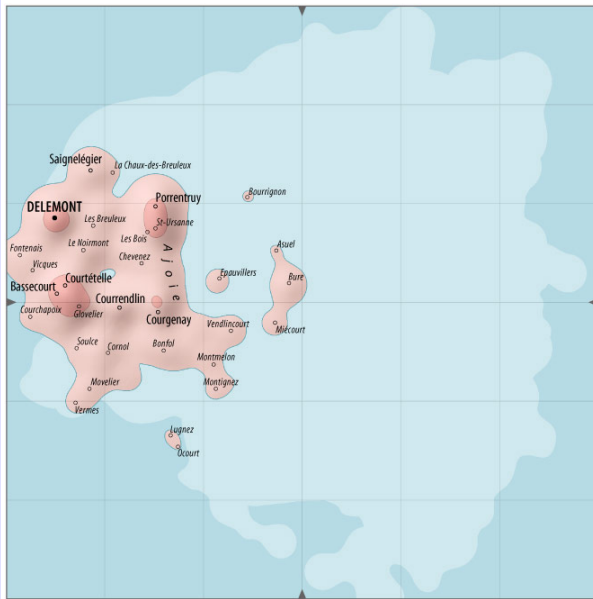 Saignelégier
La Chaux-des-Breuleux
Bourrignon
Porrentruy
DELEMONT
Les Breuleux
St-Ursanne
Les Bois
Le Noirmont
Fontenais
Chevenez
Ajoie
Asuel
Vicques
Epauvillers
Bure
Courtételle
Bassecourt
Courrendlin
Courchapoix
Glovelier
Courgenay
Vendlincourt
Miécourt
Soulce
Cornol
Bonfol
Montmelon
Movelier
Montignez
Vermes
Lugnez
Ocourt